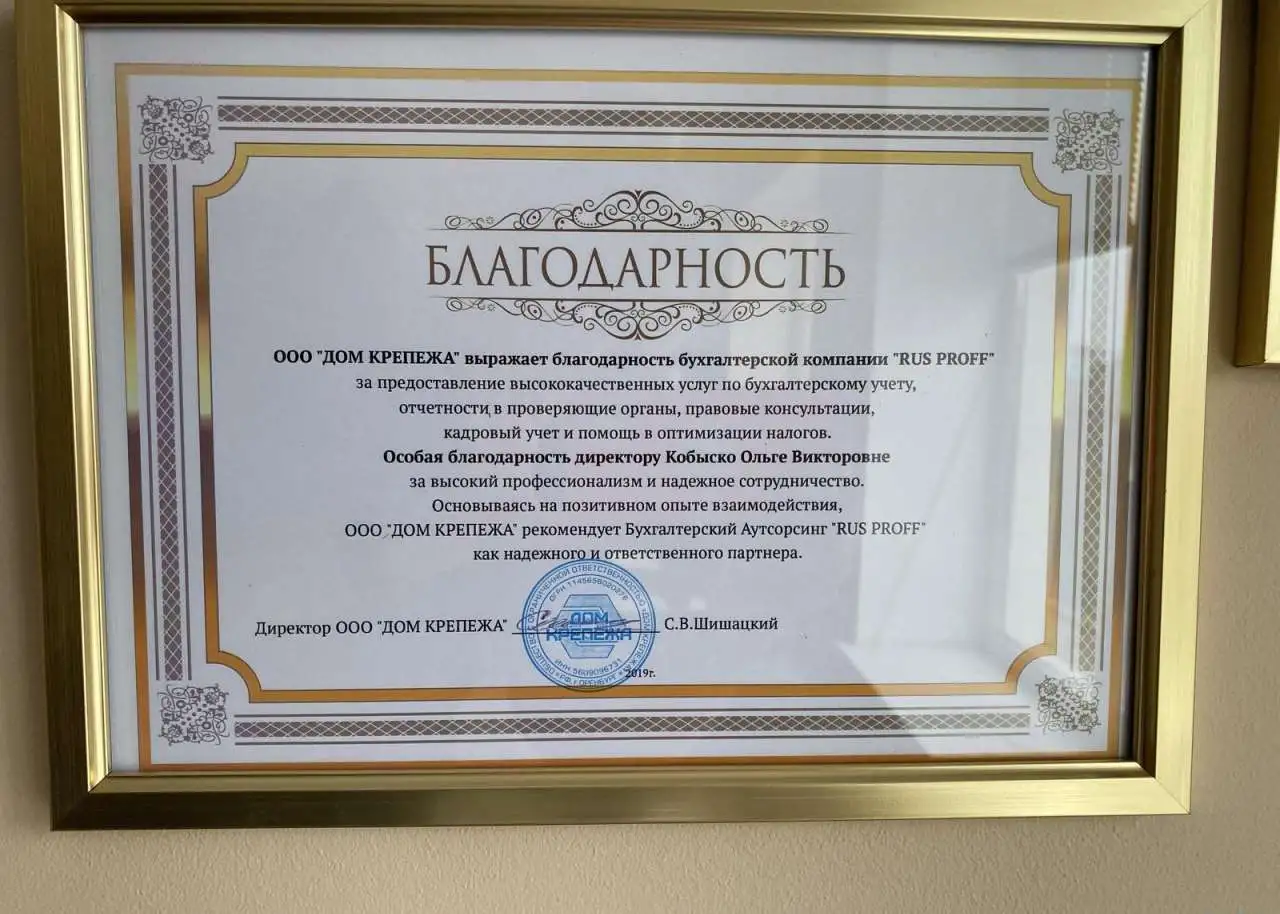 БЛАГОДАРНОСТЬ
ООО "ДОМ КРЕПЕЖА" выражает благодарность бухгалтерской компании "RUS PROFF"
за предоставление высококачественных услуг по бухгалтерскому учету,
отчетности в проверяющие органы, правовые консультации,
кадровый учет и помощь в оптимизации налогов.
Особая благодарность директору Кобыско Ольге Викторовне
за высокий профессионализм и надежное сотрудничество.
Основываясь на позитивном опыте взаимодействия,
ООО "ДОМ КРЕПЕЖА" рекомендует Бухгалтерский Аутсорсинг "RUS PROFF"
как надежного и ответственного партнера.
Директор ООО "ДОМ КРЕПЕЖА" С.В.Шишацкий
ДОМ
КРЕПЕЖА
2019г.